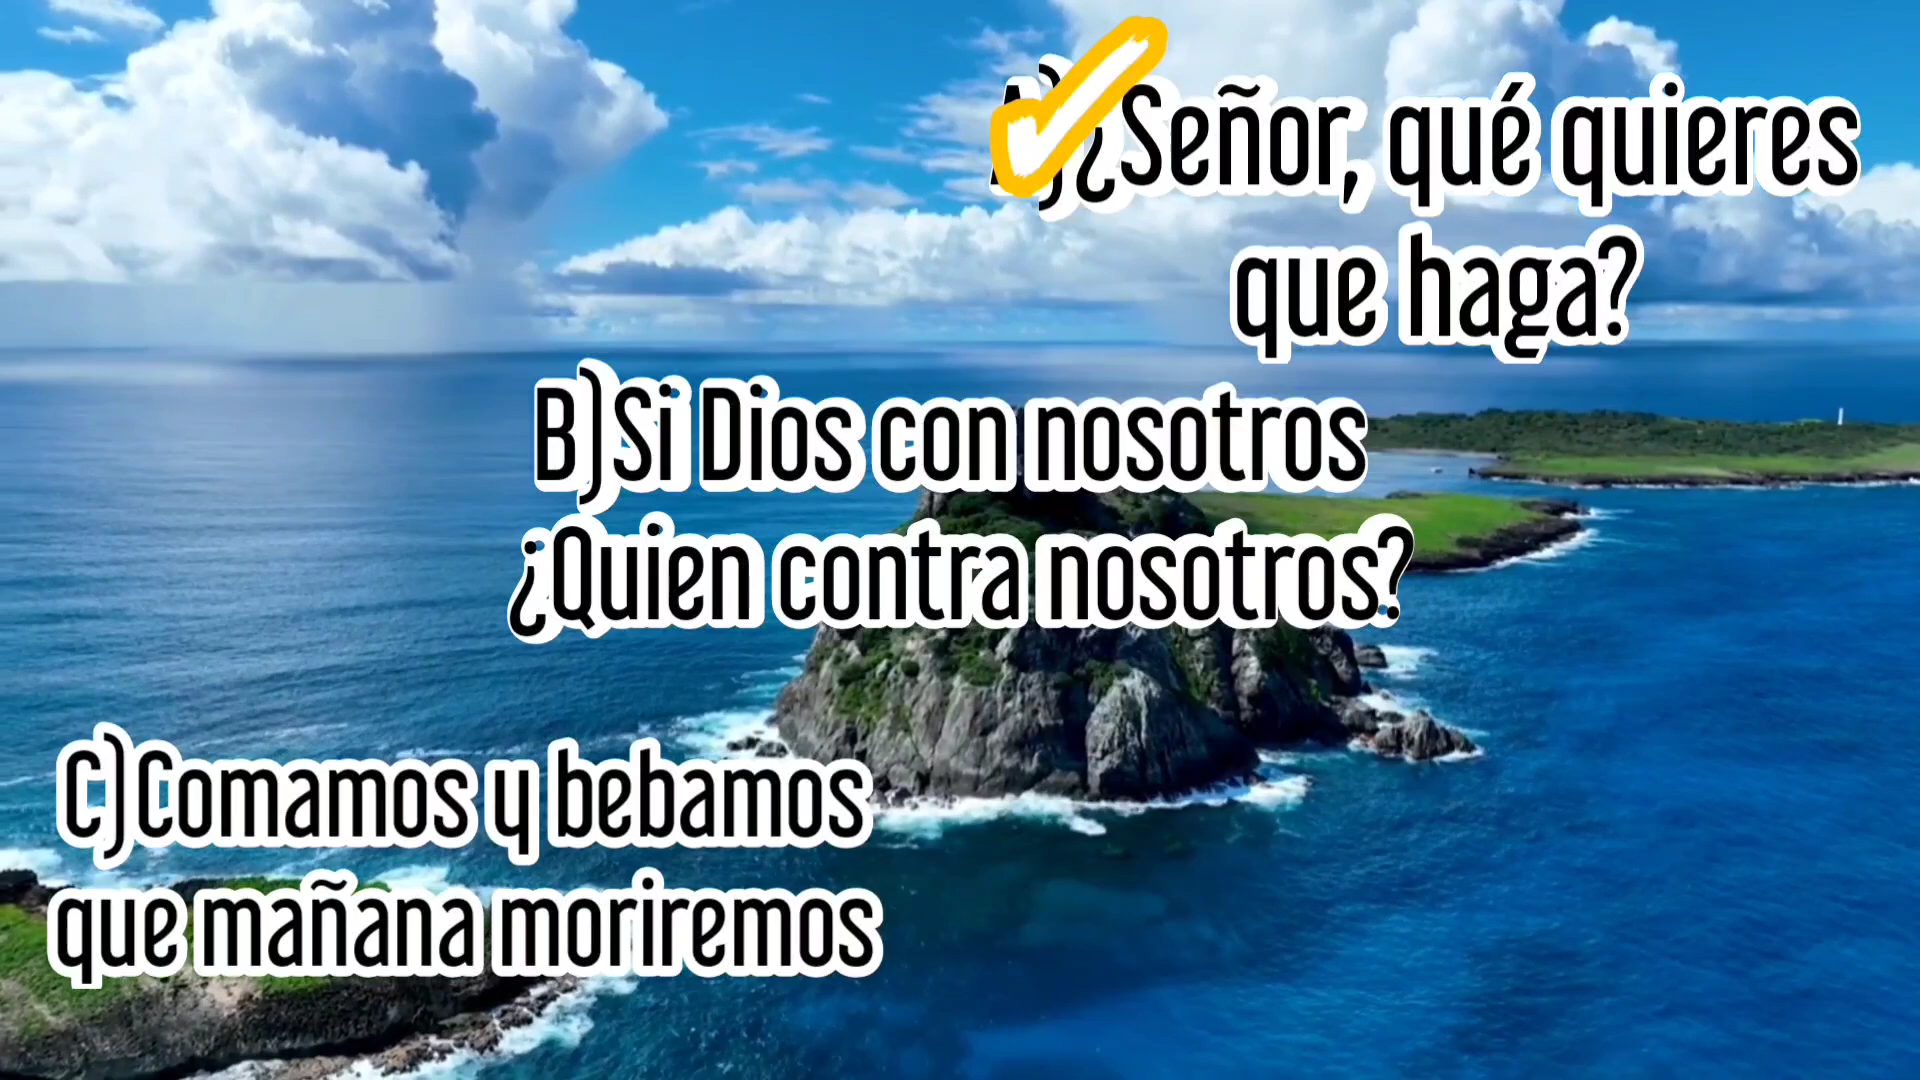 A)¿Señor, qué quieres
que haga?
B)Si Dios con nosotros
¿Quien contra nosotros?
C)Comamos y bebamos
que mañana moriremos